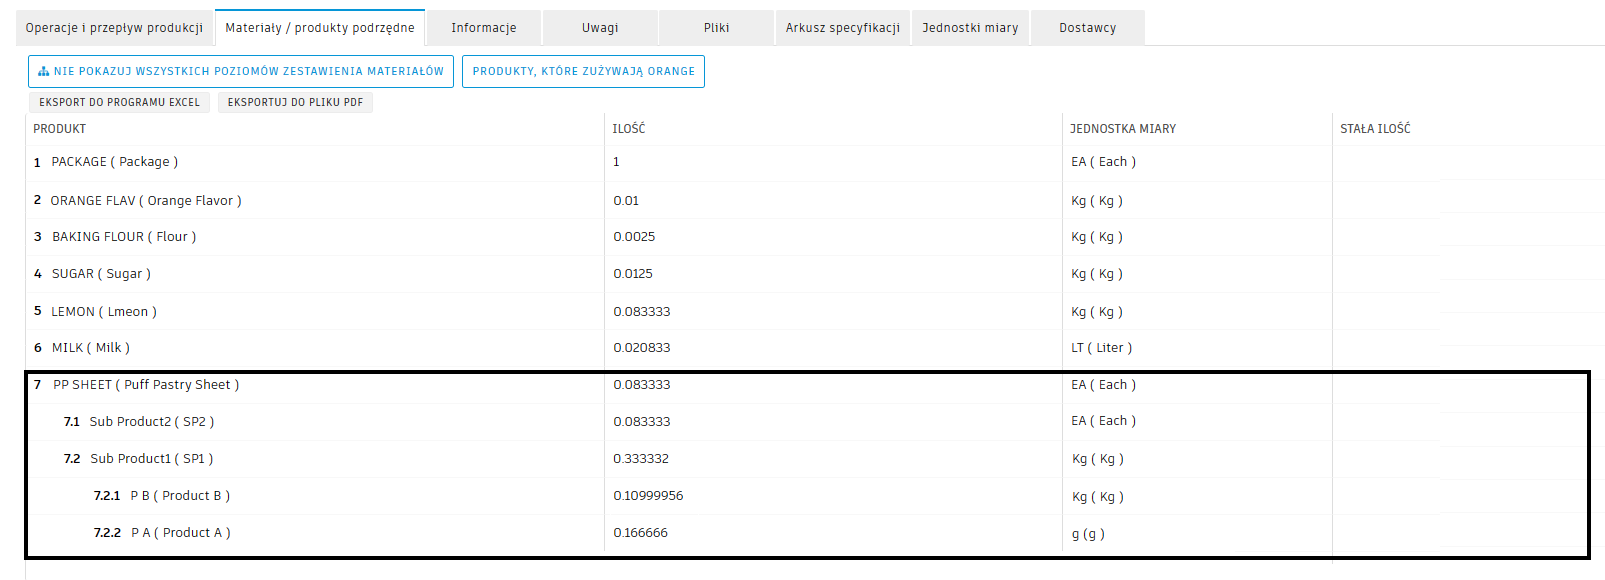 Operacje i przepływ produkcji Materiały / produkty podrzędne Informacje Uwagi Pliki Arkusz specyfikacji Jednostki miary Dostawcy
NIE POKAZUJ WSZYSTKICH POZIOMÓW ZESTAWIENIA MATERIAŁÓW PRODUKTY, KTÓRE ZUŻYWAJĄ ORANGE
EKSPORT DO PROGRAMU EXCEL EKSPORTUJ DO PLIKU PDF
PRODUKT ILOŚĆ JEDNOSTKA MIARY STAŁA ILOŚĆ
1 PACKAGE ( Package ) 1 EA ( Each )
2 ORANGE FLAV ( Orange Flavor ) 0.01 Kg ( Kg )
3 BAKING FLOUR ( Flour ) 0.0025 Kg ( Kg )
4 SUGAR ( Sugar ) 0.0125 Kg ( Kg )
5 LEMON ( Lmeon ) 0.083333 Kg ( Kg )
6 MILK ( Milk ) 0.020833 LT ( Liter )
7 PP SHEET ( Puff Pastry Sheet ) 0.083333 EA ( Each )
7.1 Sub Product2 ( SP2 ) 0.083333 EA ( Each )
7.2 Sub Product1 ( SP1 ) 0.333332 Kg ( Kg )
7.2.1 P B ( Product B ) 0.10999956 Kg ( Kg )
7.2.2 P A ( Product A ) 0.166666 g (g )